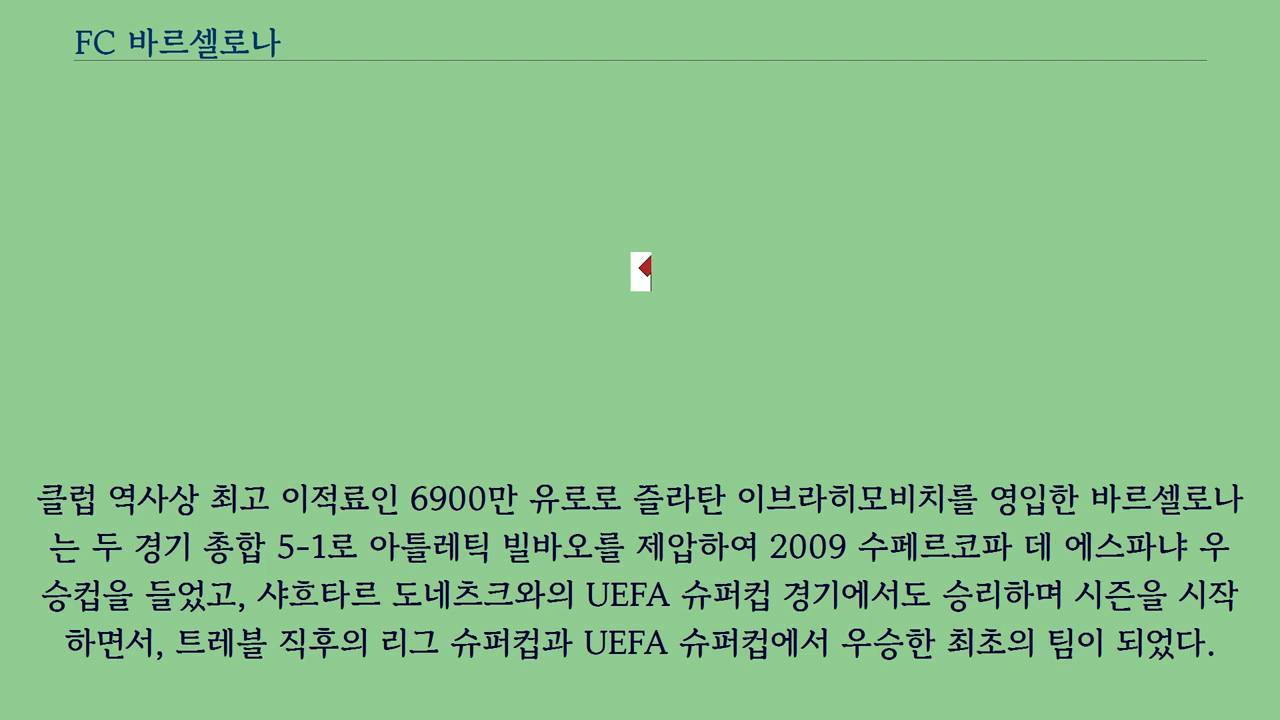 FC 바르셀로나
클럽 역사상 최고 이적료인 6900만 유로로 즐라탄 이브라히모비치를 영입한 바르셀로나
는 두 경기 총합 5-1로 아틀레틱 빌바오를 제압하여 2009 수페르코파 데 에스파냐 우
승컵을 들었고, 샤흐타르 도네츠크와의 UEFA 슈퍼컵 경기에서도 승리하며 시즌을 시작
하면서, 트레블 직후의 리그 슈퍼컵과 UEFA 슈퍼컵에서 우승한 최초의 팀이 되었다.